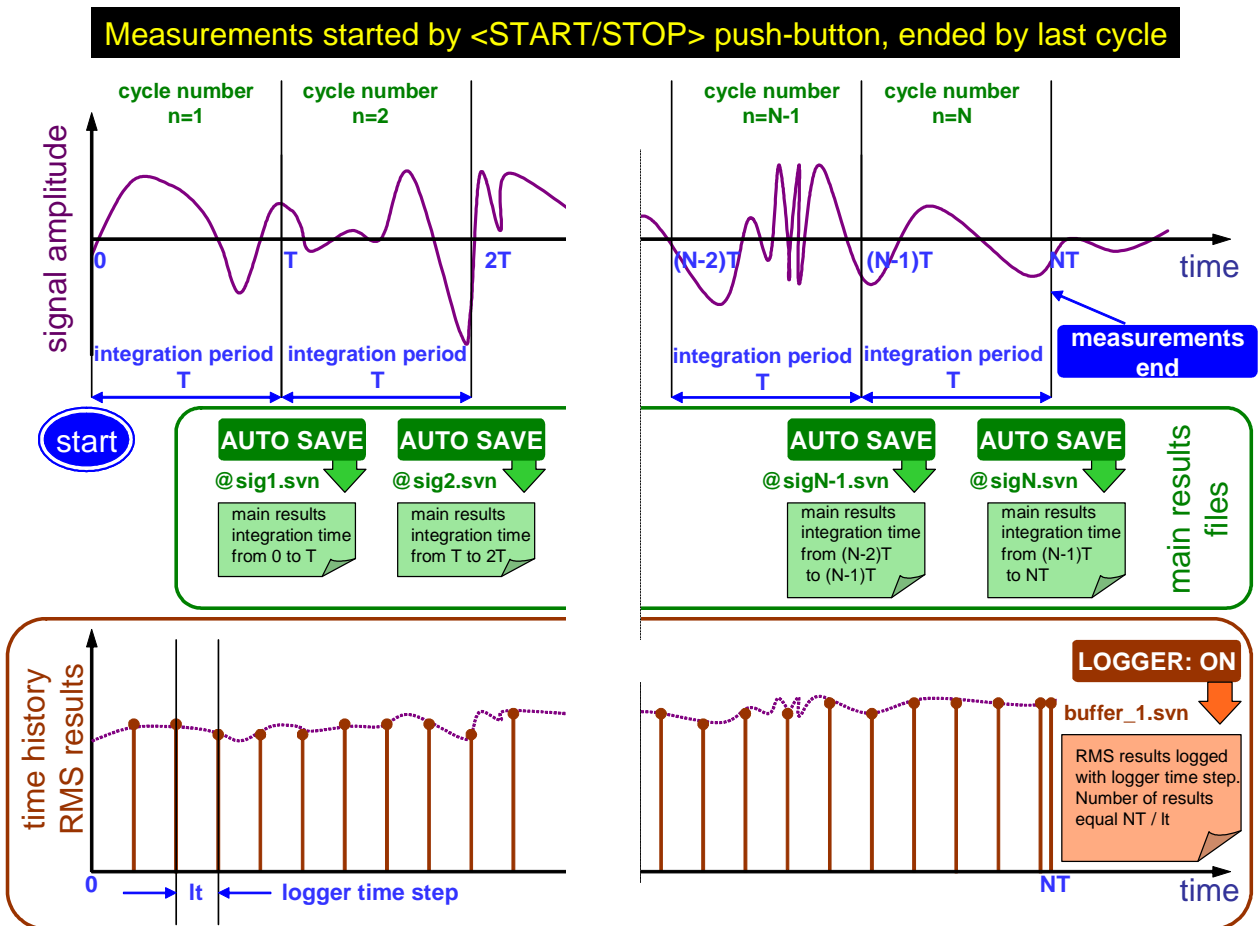 Measurements started by <START/STOP> push-button, ended by last cycle
cycle number
n=1
cycle number
n=2
cycle number
n=N-1
cycle number
n=N
signal amplitude
0
T
2T
(N-2)T
(N-1)T
NT
time
integration period
T
integration period
T
integration period
T
integration period
T
measurements
end
start
AUTO SAVE
@sig1.svn
main results
integration time
from 0 to T
AUTO SAVE
@sig2.svn
main results
integration time
from T to 2T
AUTO SAVE
@sigN-1.svn
main results
integration time
from (N-2)T
to (N-1)T
AUTO SAVE
@sigN.svn
main results
integration time
from (N-1)T
to NT
main results
files
time history
RMS results
LOGGER: ON
buffer_1.svn
RMS results logged
with logger time step.
Number of results
equal NT / lt
0
lt
logger time step
NT
time